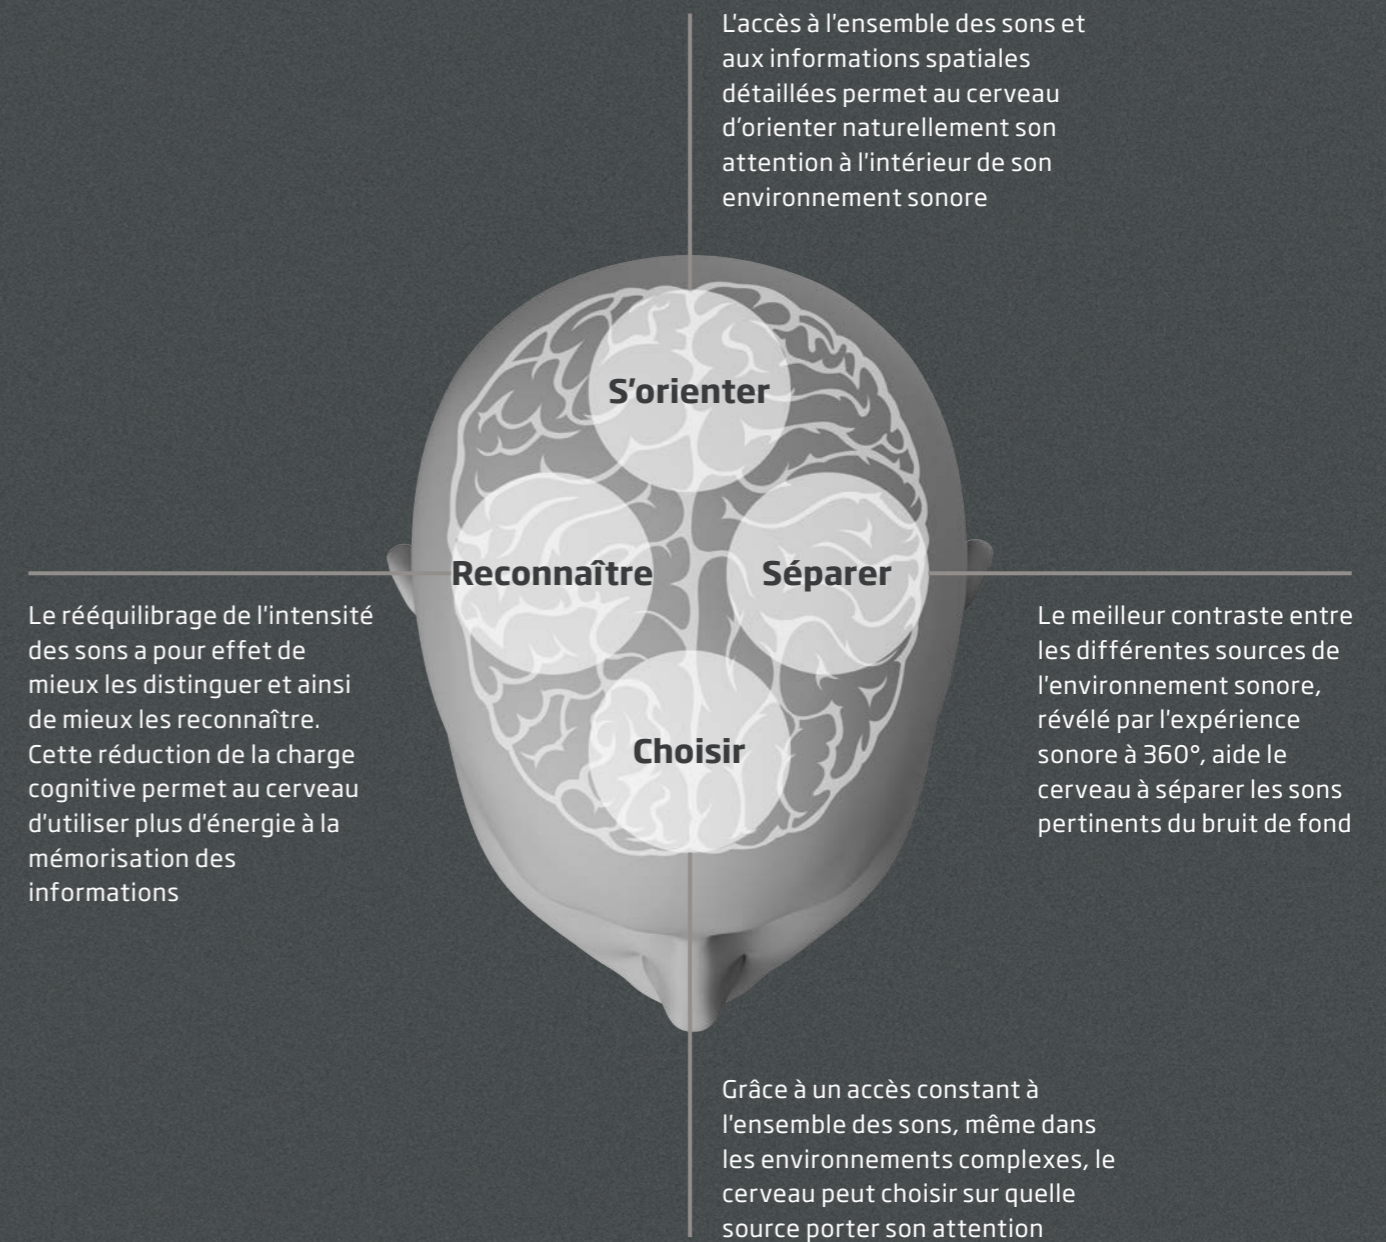 L'accès à l'ensemble des sons et
aux informations spatiales
détaillées permet au cerveau
d'orienter naturellement son
attention à l'intérieur de son
environnement sonore
S'orienter
Reconnaître
Séparer
Le rééquilibrage de l'intensité
des sons a pour effet de
mieux les distinguer et ainsi
de mieux les reconnaître.
Cette réduction de la charge
cognitive permet au cerveau
d'utiliser plus d'énergie à la
mémorisation des
informations
Le meilleur contraste entre
les différentes sources de
l'environnement sonore,
révélé par l'expérience
sonore à 360°, aide le
cerveau à séparer les sons
pertinents du bruit de fond
Choisir
Grâce à un accès constant à
l'ensemble des sons, même dans
les environnements complexes, le
cerveau peut choisir sur quelle
source porter son attention